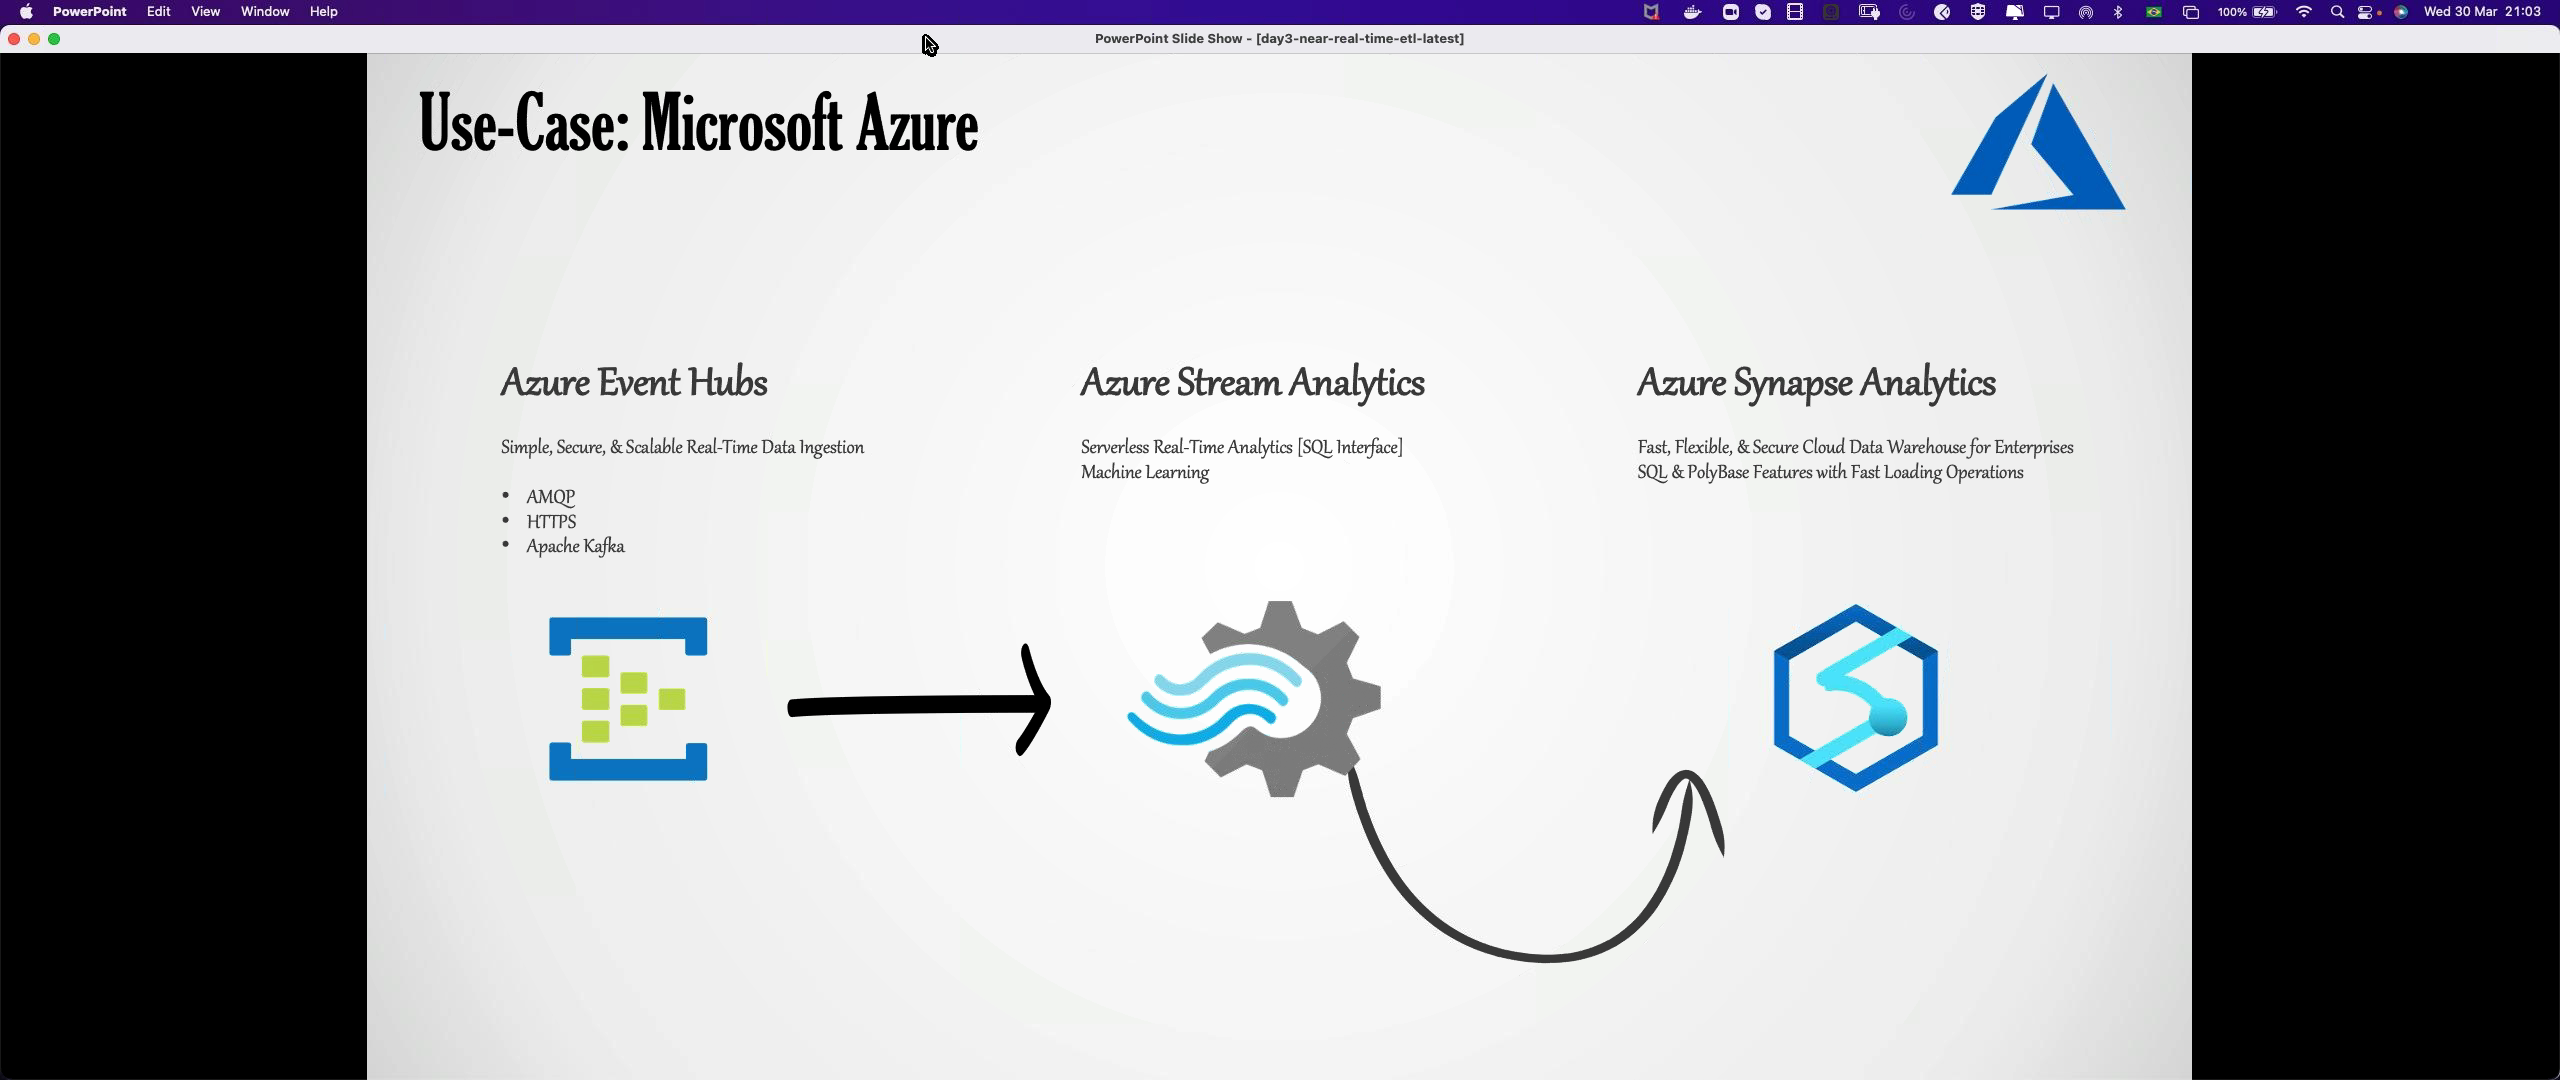 PowerPoint Edit View Window Help 100% Wed 30 Mar 21:03
PowerPoint Slide Show - [day3-near-real-time-etl-latest]
Use-Case: Microsoft Azure
Azure Event Hubs
Simple, Secure, & Scalable Real-Time Data Ingestion
• AMQP
• HTTPS
• Apache Kafka
Azure Stream Analytics
Serverless Real-Time Analytics [SQL Interface]
Machine Learning
Azure Synapse Analytics
Fast, Flexible, & Secure Cloud Data Warehouse for Enterprises
SQL & PolyBase Features with Fast Loading Operations